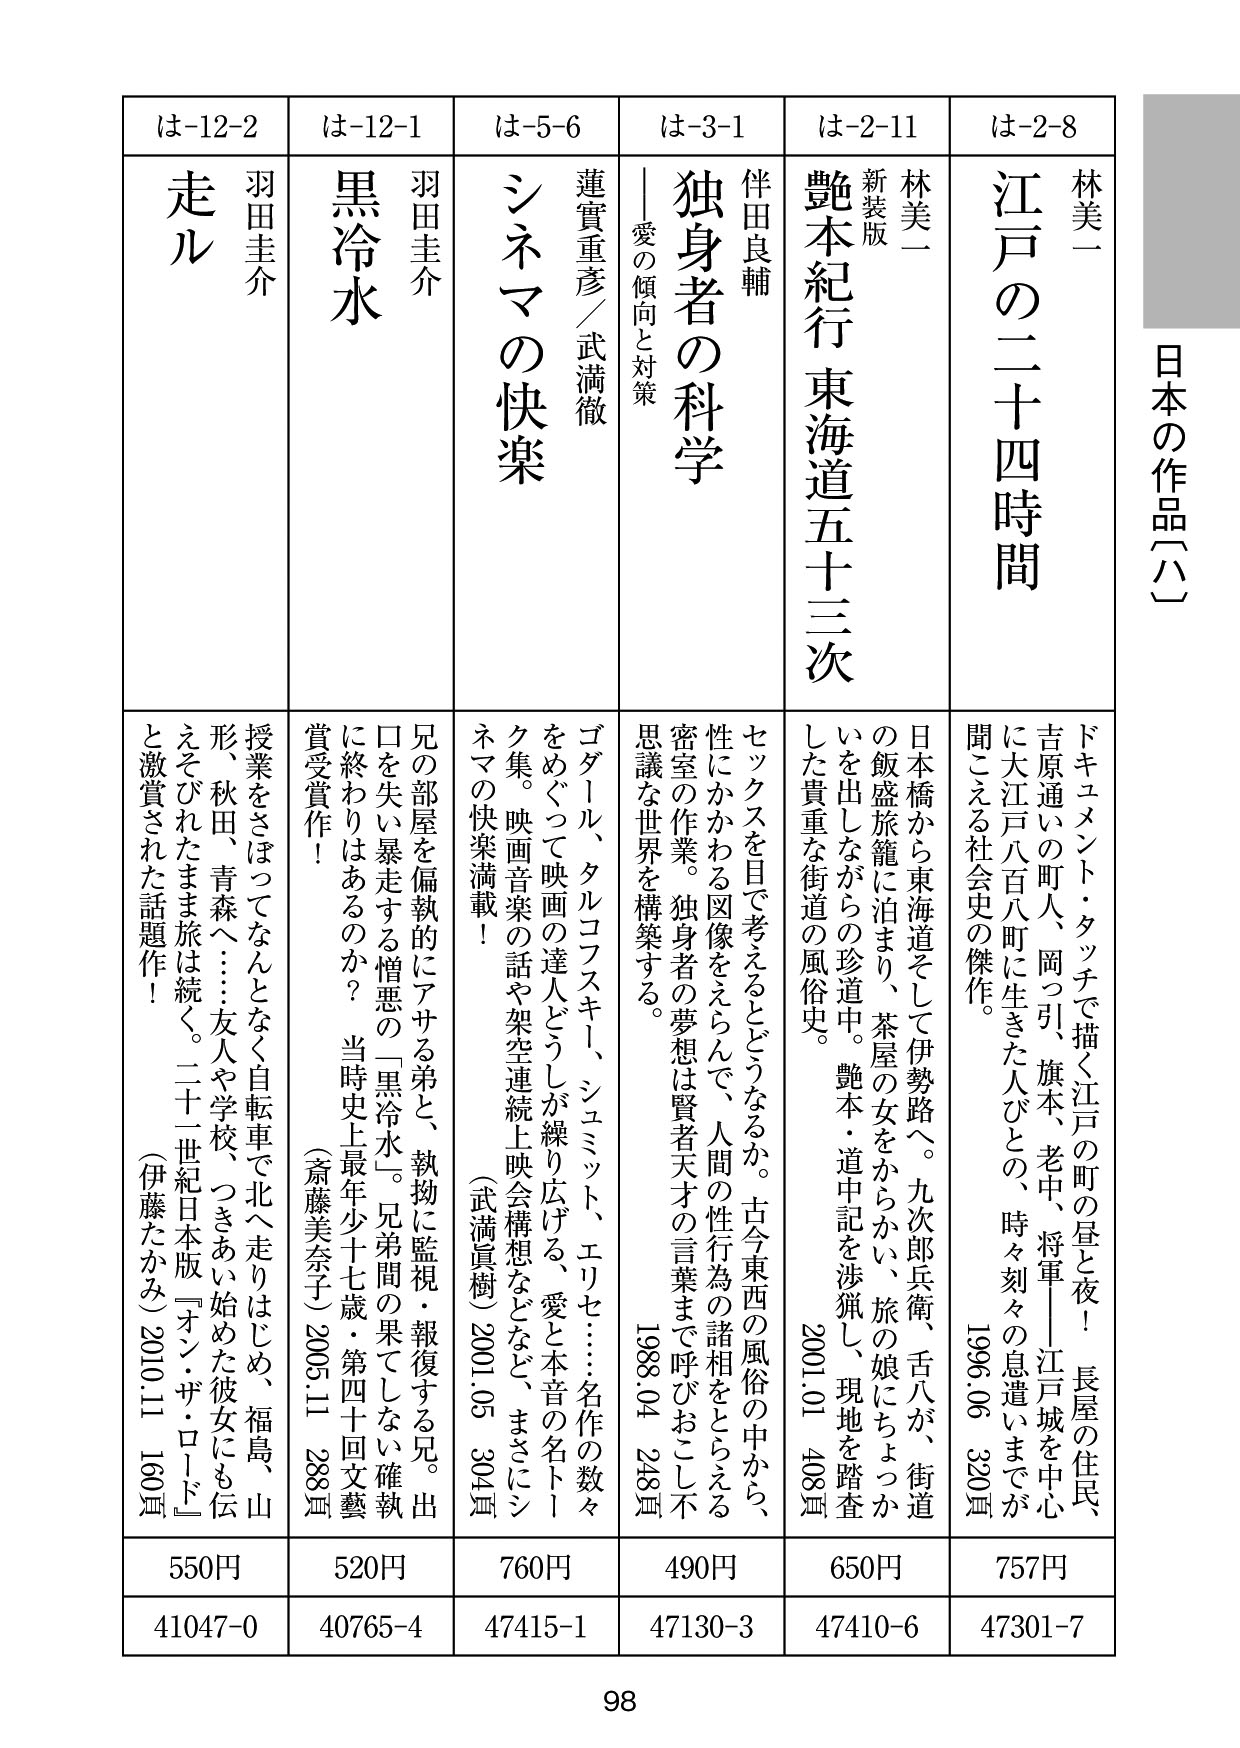 日本の作品〔ハ〕
は-2-8
林美一
江戸の二十四時間
ドキュメント・タッチで描く江戸の町の昼と夜！　長屋の住民、
吉原通いの町人、岡っ引、旗本、老中、将軍――江戸城を中心
に大江戸八百八町に生きた人びとの、時々刻々の息遣いまでが
聞こえる社会史の傑作。
1996.06　320頁
757円
47301-7
は-2-11
林美一
新装版
艶本紀行 東海道五十三次
日本橋から東海道そして伊勢路へ。九次郎兵衛、舌八が、街道
の飯盛旅籠に泊まり、茶屋の女をからかい、旅の娘にちょっか
いを出しながらの珍道中。艶本・道中記を渉猟し、現地を踏査
した貴重な街道の風俗史。
2001.01　408頁
650円
47410-6
は-3-1
伴田良輔
独身者の科学
――愛の傾向と対策
セックスを目で考えるとどうなるか。古今東西の風俗の中から、
性にかかわる図像をえらんで、人間の性行為の諸相をとらえる
密室の作業。独身者の夢想は賢者天才の言葉まで呼びおこし不
思議な世界を構築する。
1988.04　248頁
490円
47130-3
は-5-6
蓮實重彦／武満徹
シネマの快楽
ゴダール、タルコフスキー、シュミット、エリセ……名作の数々
をめぐって映画の達人どうしが繰り広げる、愛と本音の名トー
ク集。映画音楽の話や架空連続上映会構想などなど、まさにシ
ネマの快楽満載！
（武満眞樹）2001.05　304頁
760円
47415-1
は-12-1
羽田圭介
黒冷水
兄の部屋を偏執的にアサる弟と、執拗に監視・報復する兄。出
口を失い暴走する憎悪の「黒冷水」。兄弟間の果てしない確執
に終わりはあるのか？　当時史上最年少十七歳・第四十回文藝
賞受賞作！
（斎藤美奈子）2005.11　288頁
520円
40765-4
は-12-2
羽田圭介
走ル
授業をさぼってなんとなく自転車で北へ走りはじめ、福島、山
形、秋田、青森へ……友人や学校、つきあい始めた彼女にも伝
えそびれたまま旅は続く。二十一世紀日本版『オン・ザ・ロード』
と激賞された話題作！
（伊藤たかみ）2010.11　160頁
550円
41047-0
98